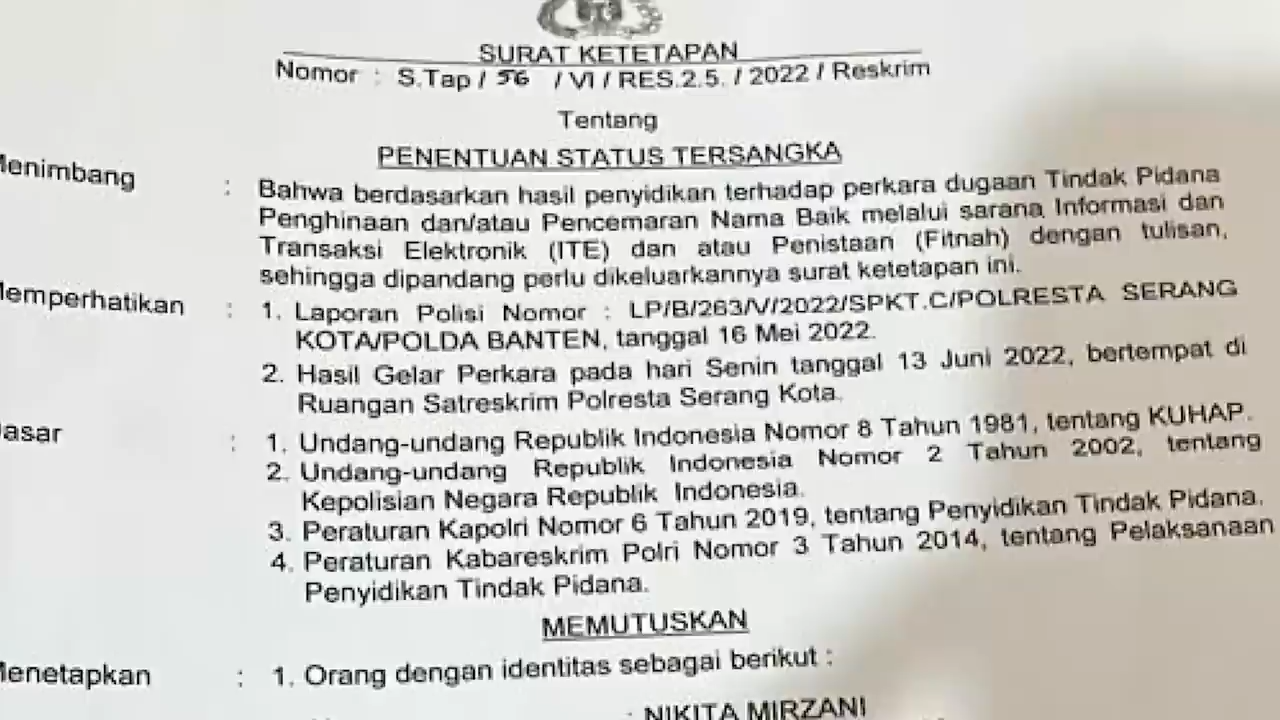 SURAT KETETAPAN
Nomor : S.Tap / 56 / VI / RES.2.5. / 2022 / Reskrim
Tentang
PENENTUAN STATUS TERSANGKA
Menimbang : Bahwa berdasarkan hasil penyidikan terhadap perkara dugaan Tindak Pidana
Penghinaan dan/atau Pencemaran Nama Baik melalui sarana Informasi dan
Transaksi Elektronik (ITE) dan atau Penistaan (Fitnah) dengan tulisan,
sehingga dipandang perlu dikeluarkannya surat ketetapan ini.
Memperhatikan : 1. Laporan Polisi Nomor : LP/B/263/V/2022/SPKT.C/POLRESTA SERANG
KOTA/POLDA BANTEN, tanggal 16 Mei 2022.
2. Hasil Gelar Perkara pada hari Senin tanggal 13 Juni 2022, bertempat di
Ruangan Satreskrim Polresta Serang Kota.
Dasar : 1. Undang-undang Republik Indonesia Nomor 8 Tahun 1981, tentang KUHAP.
2. Undang-undang Republik Indonesia Nomor 2 Tahun 2002, tentang
Kepolisian Negara Republik Indonesia.
3. Peraturan Kapolri Nomor 6 Tahun 2019, tentang Penyidikan Tindak Pidana.
4. Peraturan Kabareskrim Polri Nomor 3 Tahun 2014, tentang Pelaksanaan
Penyidikan Tindak Pidana.
MEMUTUSKAN
Menetapkan : 1. Orang dengan identitas sebagai berikut :
: NIKITA MIRZANI